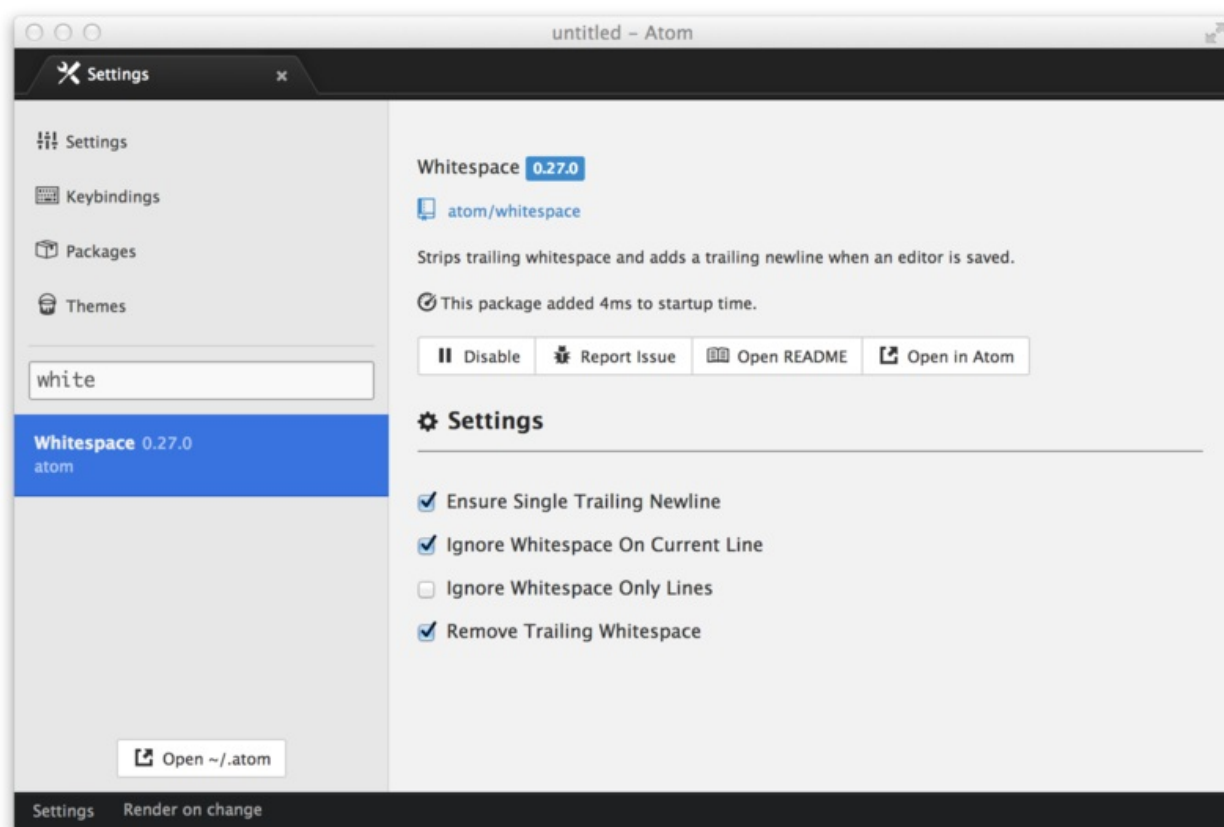 untitled – Atom
Settings
Settings
Keybindings
Packages
Themes
white
Whitespace 0.27.0
atom
Open ~/.atom
Whitespace 0.27.0
atom/whitespace
Strips trailing whitespace and adds a trailing newline when an editor is saved.
This package added 4ms to startup time.
Disable Report Issue Open README Open in Atom
Settings
Ensure Single Trailing Newline
Ignore Whitespace On Current Line
Ignore Whitespace Only Lines
Remove Trailing Whitespace
Settings Render on change